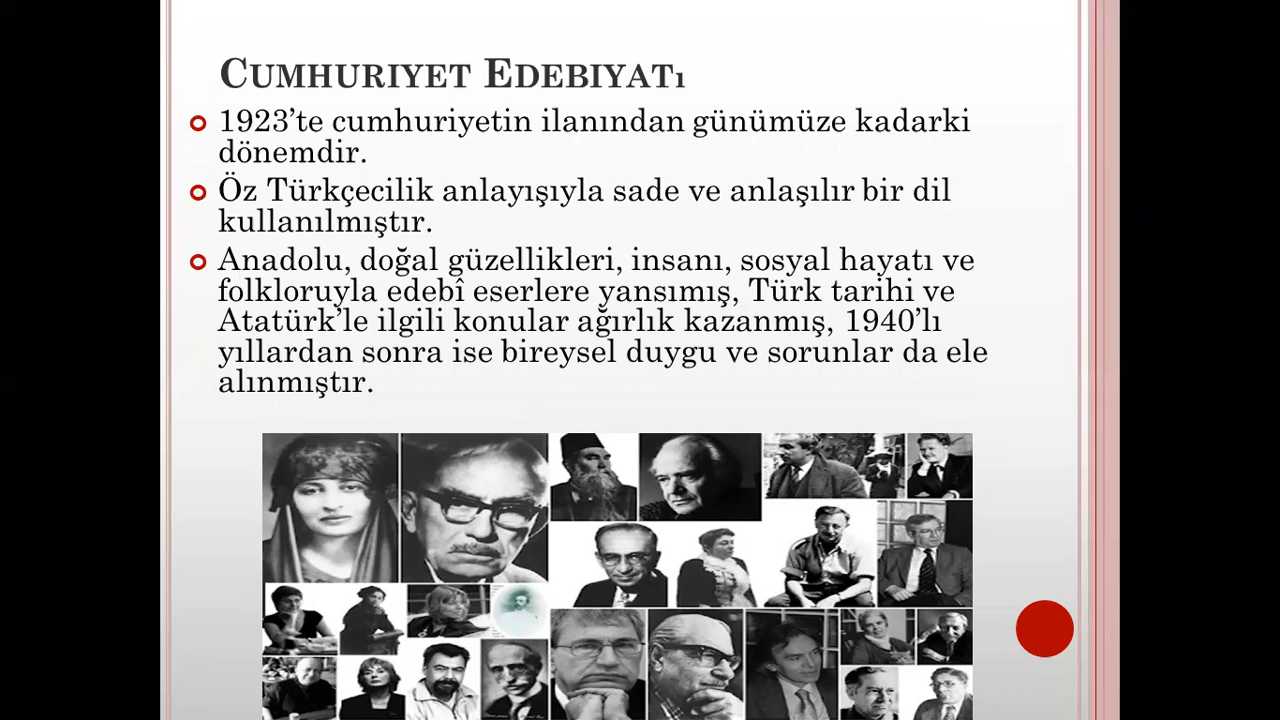 CUMHURIYET EDEBIYATı
1923’te cumhuriyetin ilanından günümüze kadarki
dönemdir.
Öz Türkçecilik anlayışıyla sade ve anlaşılır bir dil
kullanılmıştır.
Anadolu, doğal güzellikleri, insanı, sosyal hayatı ve
folkloruyla edebî eserlere yansımış, Türk tarihi ve
Atatürk’le ilgili konular ağırlık kazanmış, 1940’lı
yıllardan sonra ise bireysel duygu ve sorunlar da ele
alınmıştır.